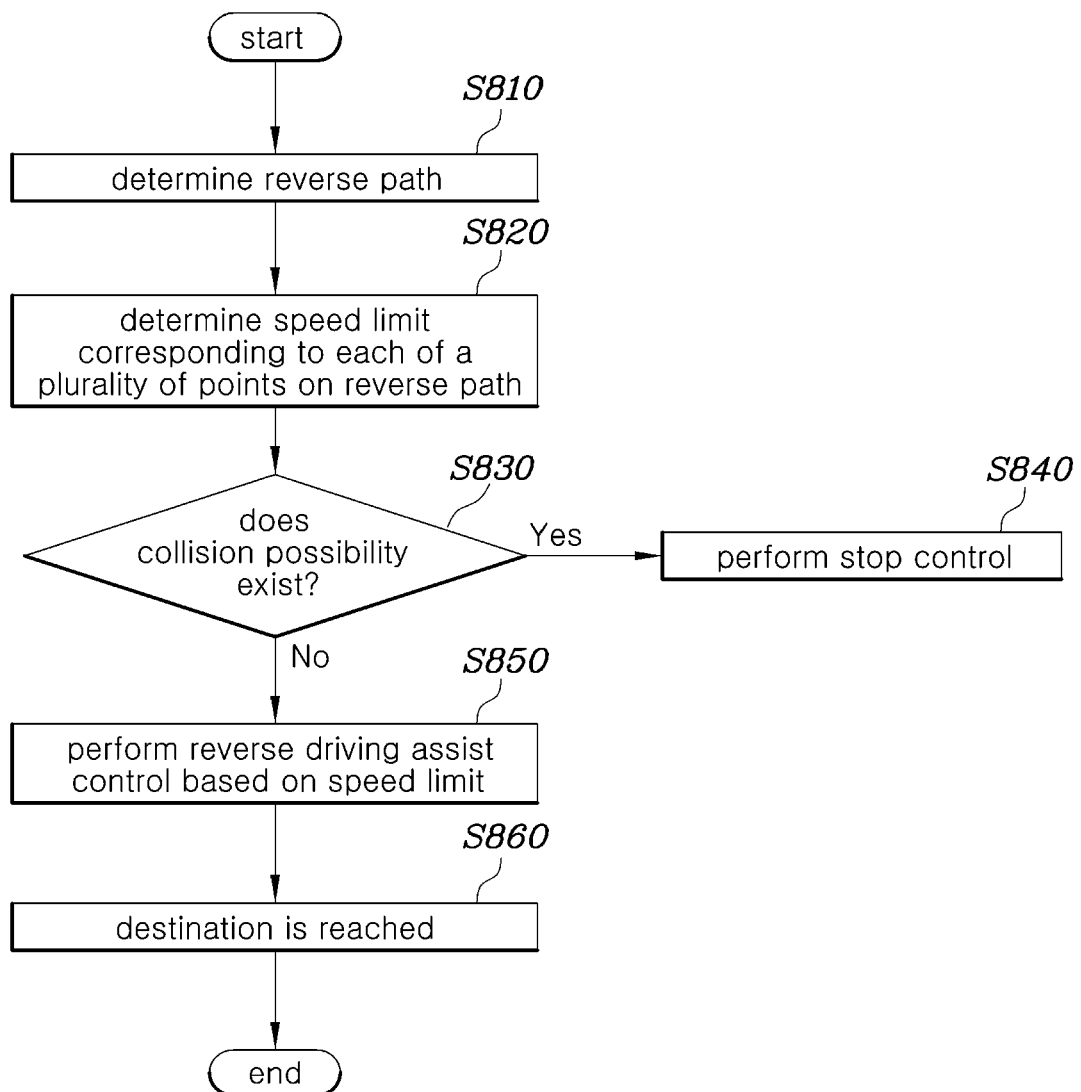 start
S810
determine reverse path
S820
determine speed limit
corresponding to each of a
plurality of points on reverse path
S830
does
collision possibility
exist?
Yes
S840
perform stop control
No
S850
perform reverse driving assist
control based on speed limit
S860
destination is reached
end